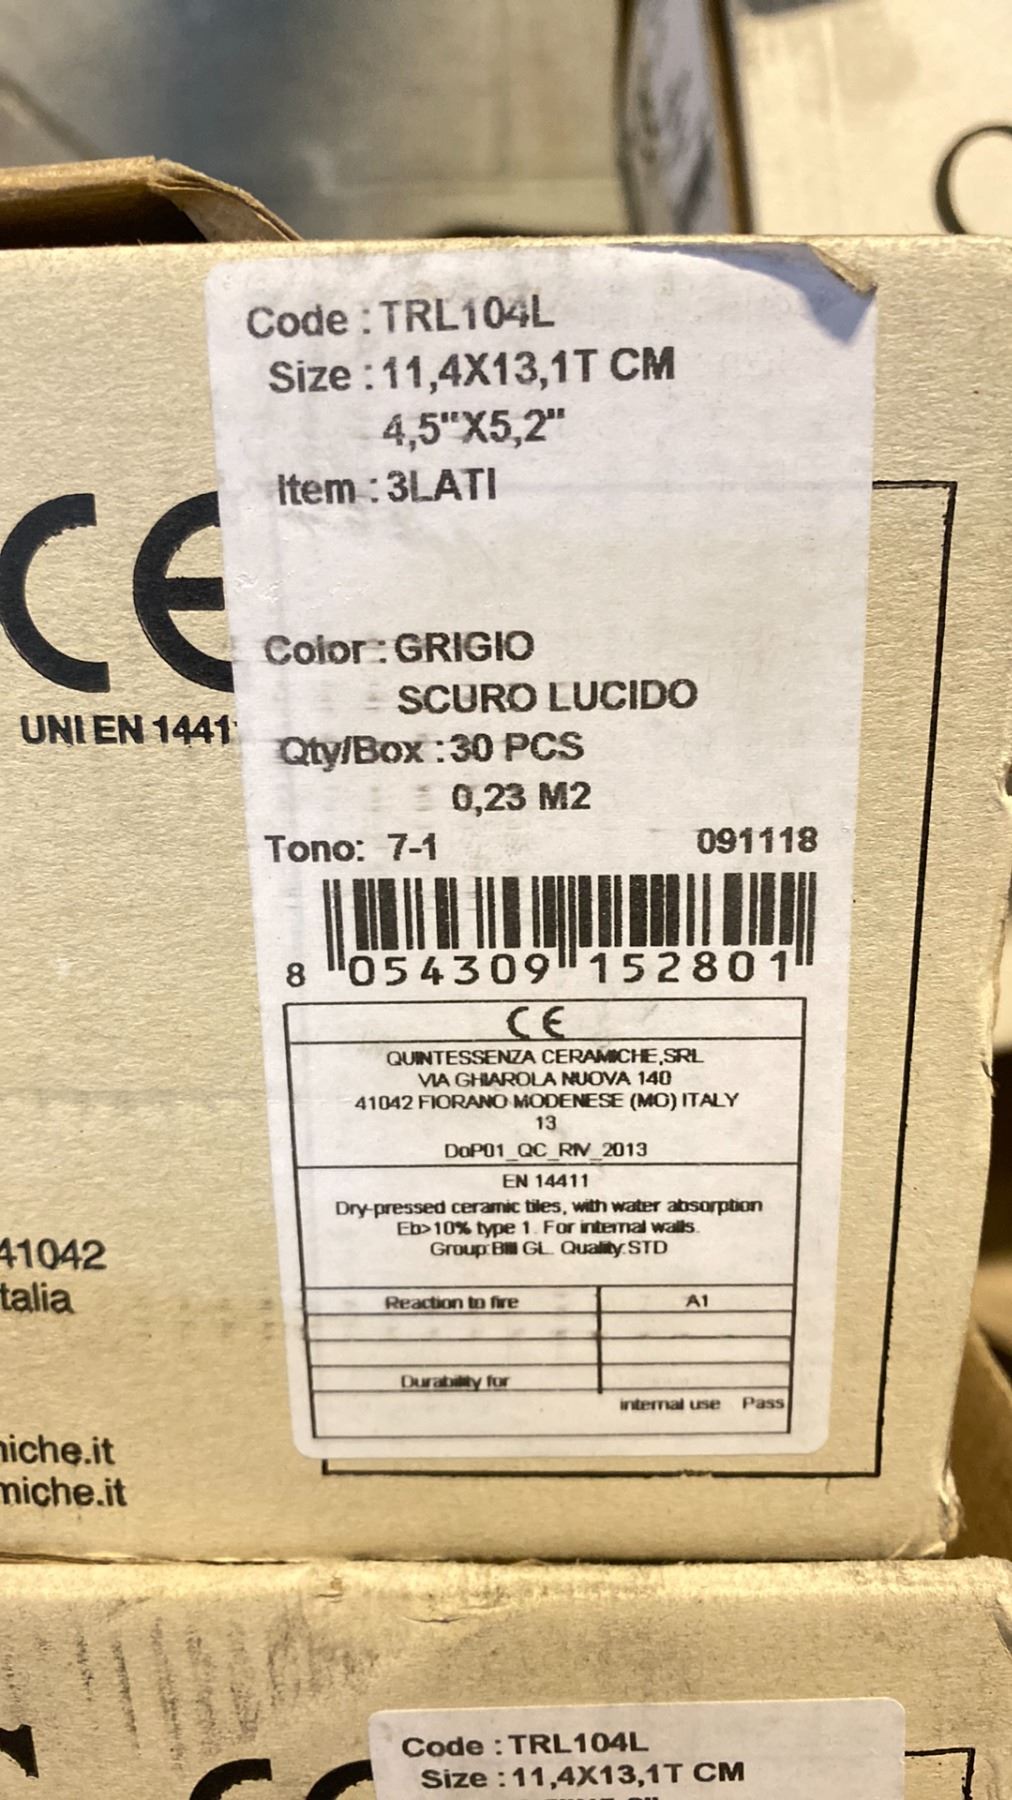 Code : TRL104L
Size : 11,4X13,1T CM
4,5"X5,2"
Item : 3LATI
CE
UNI EN 1441
Color : GRIGIO
SCURO LUCIDO
Qty/Box : 30 PCS
0,23 M2
Tono: 7-1 091118
8 054309 152801
CE
QUINTESSENZA CERAMICHE,SRL
VIA GHIAROLA NUOVA 140
41042 FIORANO MODENESE (MO) ITALY
13
DoP01_QC_RIV_2013
EN 14411
Dry-pressed ceramic tiles, with water absorption
Eb>10% type 1. For internal walls.
Group:BIII GL. Quality:STD
Reaction to fire A1
Durability for
internal use Pass
41042
talia
niche.it
miche.it
Code : TRL104L
Size : 11,4X13,1T CM